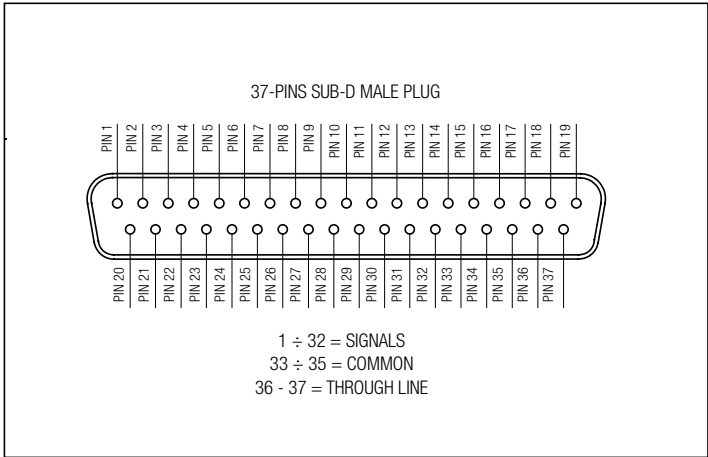 37-PINS SUB-D MALE PLUG
PIN 1 PIN 2 PIN 3 PIN 4 PIN 5 PIN 6 PIN 7 PIN 8 PIN 9 PIN 10 PIN 11 PIN 12 PIN 13 PIN 14 PIN 15 PIN 16 PIN 17 PIN 18 PIN 19
PIN 20 PIN 21 PIN 22 PIN 23 PIN 24 PIN 25 PIN 26 PIN 27 PIN 28 PIN 29 PIN 30 PIN 31 PIN 32 PIN 33 PIN 34 PIN 35 PIN 36 PIN 37
1 ÷ 32 = SIGNALS
33 ÷ 35 = COMMON
36 - 37 = THROUGH LINE